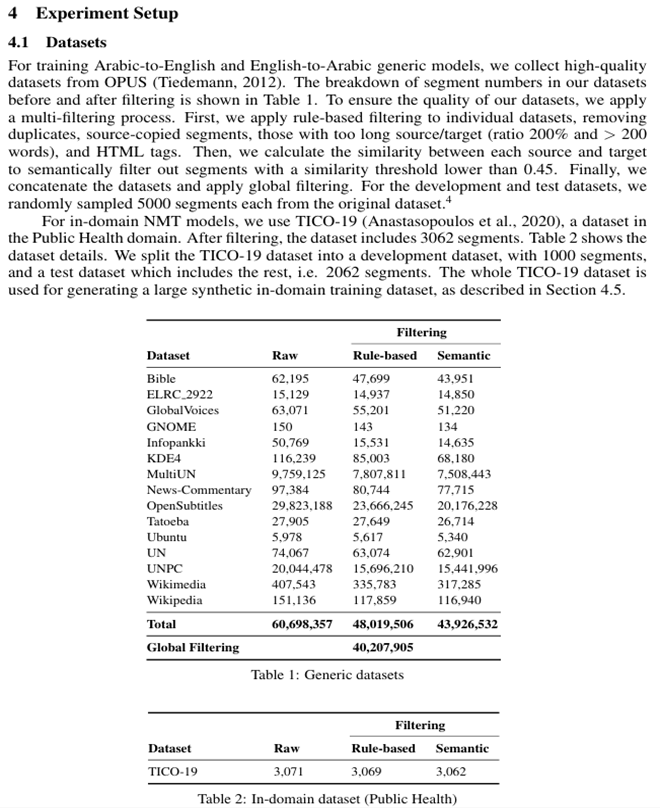 4 Experiment Setup
4.1 Datasets
For training Arabic-to-English and English-to-Arabic generic models, we collect high-quality
datasets from OPUS (Tiedemann, 2012). The breakdown of segment numbers in our datasets
before and after filtering is shown in Table 1. To ensure the quality of our datasets, we apply
a multi-filtering process. First, we apply rule-based filtering to individual datasets, removing
duplicates, source-copied segments, those with too long source/target (ratio 200% and > 200
words), and HTML tags. Then, we calculate the similarity between each source and target
to semantically filter out segments with a similarity threshold lower than 0.45. Finally, we
concatenate the datasets and apply global filtering. For the development and test datasets, we
randomly sampled 5000 segments each from the original dataset.4
For in-domain NMT models, we use TICO-19 (Anastasopoulos et al., 2020), a dataset in
the Public Health domain. After filtering, the dataset includes 3062 segments. Table 2 shows the
dataset details. We split the TICO-19 dataset into a development dataset, with 1000 segments,
and a test dataset which includes the rest, i.e. 2062 segments. The whole TICO-19 dataset is
used for generating a large synthetic in-domain training dataset, as described in Section 4.5.
Filtering
Dataset Raw Rule-based Semantic
Bible 62,195 47,699 43,951
ELRC_2922 15,129 14,937 14,850
GlobalVoices 63,071 55,201 51,220
GNOME 150 143 134
Infopankki 50,769 15,531 14,635
KDE4 116,239 85,003 68,180
MultiUN 9,759,125 7,807,811 7,508,443
News-Commentary 97,384 80,744 77,715
OpenSubtitles 29,823,188 23,666,245 20,176,228
Tatoeba 27,905 27,649 26,714
Ubuntu 5,978 5,617 5,340
UN 74,067 63,074 62,901
UNPC 20,044,478 15,696,210 15,441,996
Wikimedia 407,543 335,783 317,285
Wikipedia 151,136 117,859 116,940
Total 60,698,357 48,019,506 43,926,532
Global Filtering 40,207,905
Table 1: Generic datasets
Filtering
Dataset Raw Rule-based Semantic
TICO-19 3,071 3,069 3,062
Table 2: In-domain dataset (Public Health)